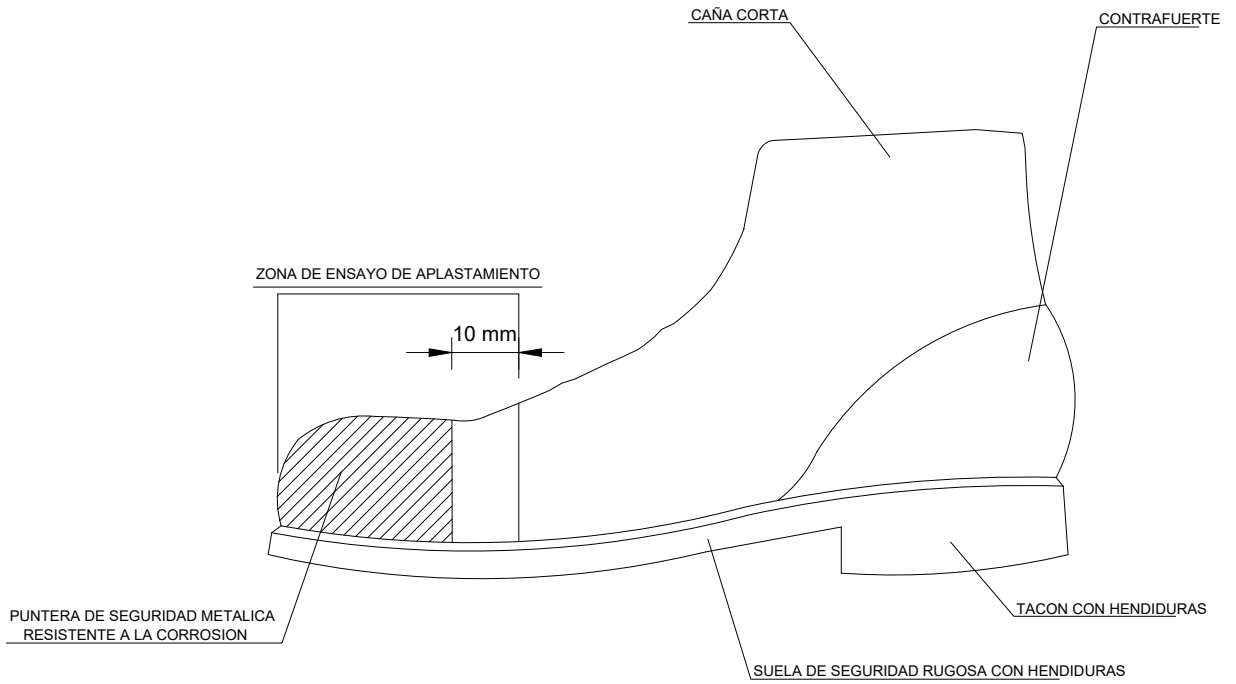 CAÑA CORTA
CONTRAFUERTE
ZONA DE ENSAYO DE APLASTAMIENTO
10 mm
PUNTERA DE SEGURIDAD METALICA
RESISTENTE A LA CORROSION
TACON CON HENDIDURAS
SUELA DE SEGURIDAD RUGOSA CON HENDIDURAS